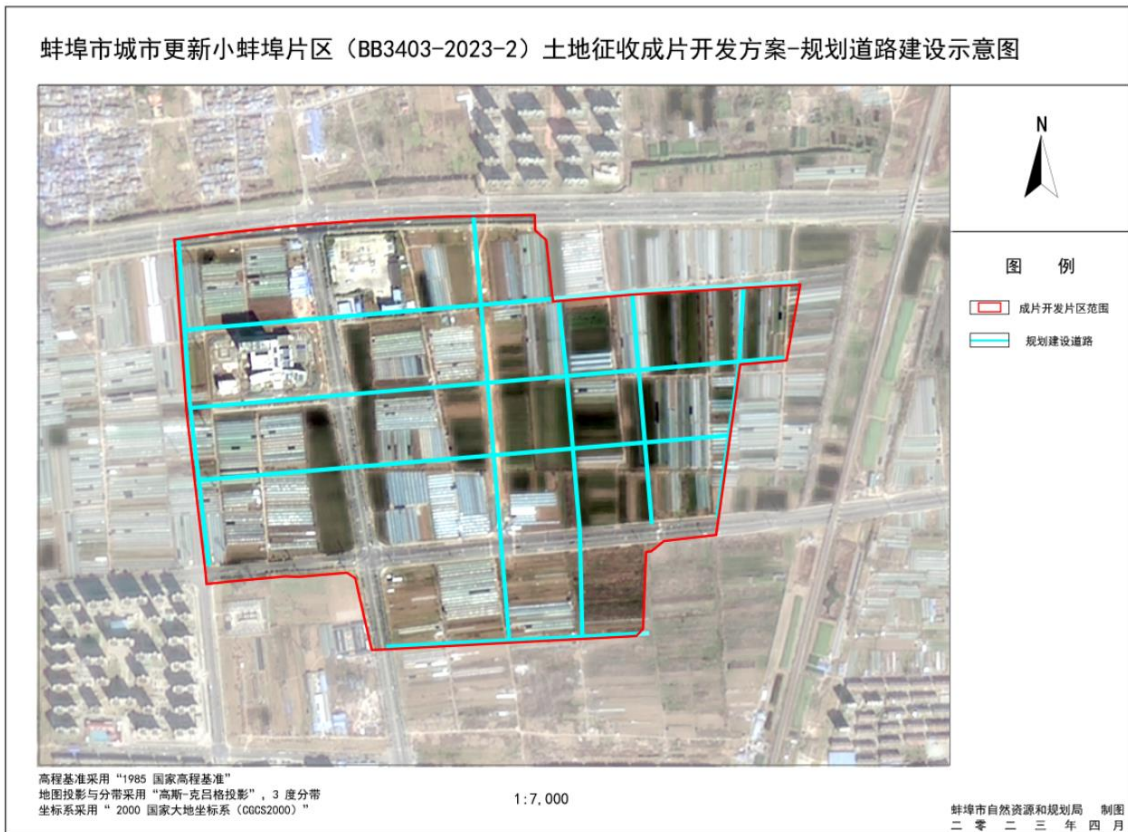 蚌埠市城市更新小蚌埠片区（BB3403-2023-2）土地征收成片开发方案-规划道路建设示意图
N
图 例
成片开发片区范围
规划建设道路
高程基准采用“1985 国家高程基准”
地图投影与分带采用“高斯-克吕格投影”，3 度分带
坐标系采用“ 2000 国家大地坐标系（CGCS2000）”
1:7,000
蚌埠市自然资源和规划局 制图
二 零 二 三 年 四 月